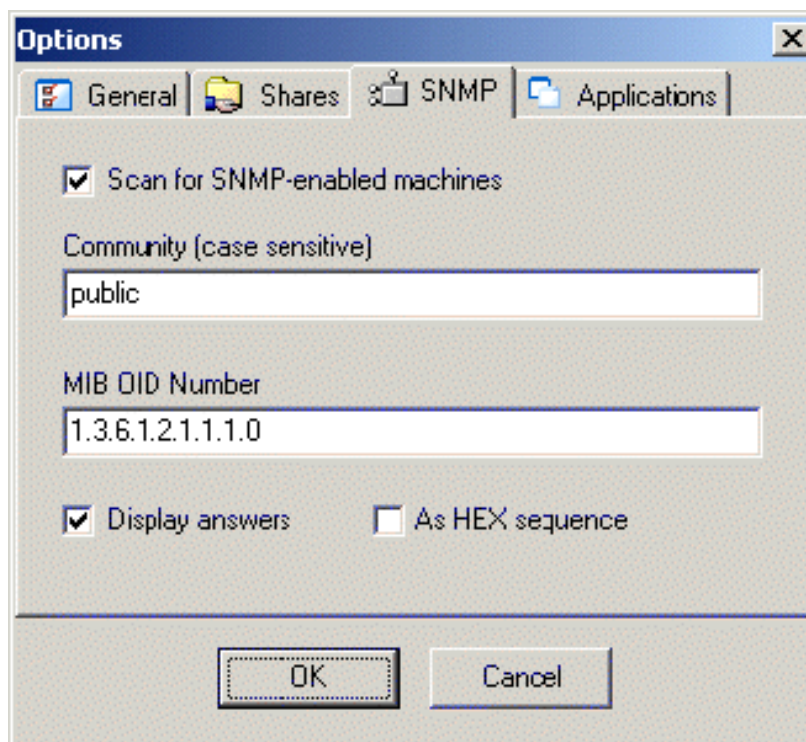 Options
General Shares SNMP Applications
Scan for SNMP-enabled machines
Community (case sensitive)
public
MIB OID Number
1.3.6.1.2.1.1.1.0
Display answers As HEX sequence
OK Cancel